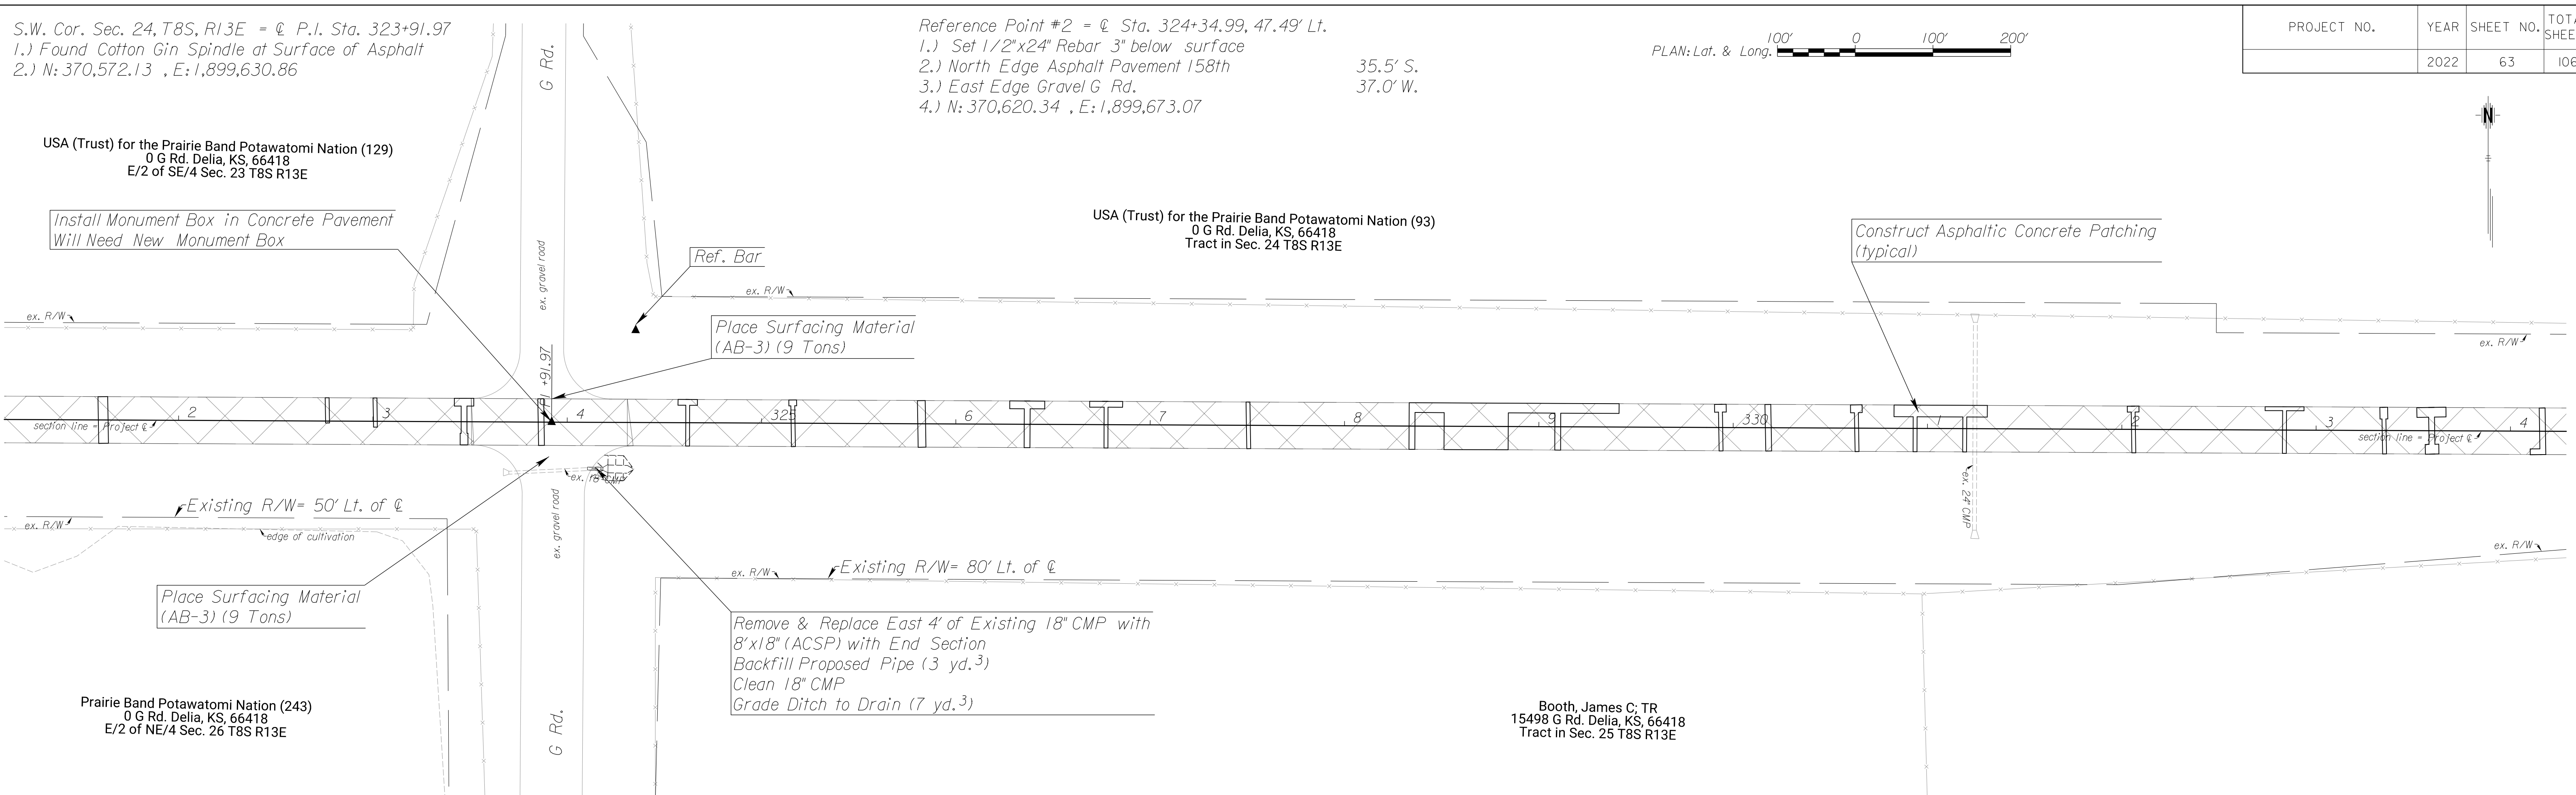 S.W. Cor. Sec. 24, T8S, R13E = ℄ P.I. Sta. 323+91.97
1.) Found Cotton Gin Spindle at Surface of Asphalt
2.) N: 370,572.13 , E: 1,899,630.86
Reference Point #2 = ℄ Sta. 324+34.99, 47.49' Lt.
1.) Set 1/2"x24" Rebar 3" below surface
2.) North Edge Asphalt Pavement 158th 35.5' S.
3.) East Edge Gravel G Rd. 37.0' W.
4.) N: 370,620.34 , E: 1,899,673.07
PLAN: Lat. & Long.
100' 0 100' 200'
PROJECT NO. YEAR SHEET NO.
2022 63 106
N
G Rd.
USA (Trust) for the Prairie Band Potawatomi Nation (129)
0 G Rd. Delia, KS, 66418
E/2 of SE/4 Sec. 23 T8S R13E
Install Monument Box in Concrete Pavement
Will Need New Monument Box
ex. gravel road
Ref. Bar
USA (Trust) for the Prairie Band Potawatomi Nation (93)
0 G Rd. Delia, KS, 66418
Tract in Sec. 24 T8S R13E
Construct Asphaltic Concrete Patching
(typical)
ex. R/W
ex. R/W
ex. R/W
Place Surfacing Material
(AB-3) (9 Tons)
+91.97
2 3 4 325 6 7 8 9 330 1 2 3 4
section line = Project ℄
section line = Project ℄
ex. 18" CMP
ex. 24" CMP
Existing R/W= 50' Lt. of ℄
ex. R/W
edge of cultivation
ex. gravel road
ex. R/W
Existing R/W= 80' Lt. of ℄
ex. R/W
Place Surfacing Material
(AB-3) (9 Tons)
Remove & Replace East 4' of Existing 18" CMP with
8'x18" (ACSP) with End Section
Backfill Proposed Pipe (3 yd.³)
Clean 18" CMP
Grade Ditch to Drain (7 yd.³)
Prairie Band Potawatomi Nation (243)
0 G Rd. Delia, KS, 66418
E/2 of NE/4 Sec. 26 T8S R13E
G Rd.
Booth, James C; TR
15498 G Rd. Delia, KS, 66418
Tract in Sec. 25 T8S R13E